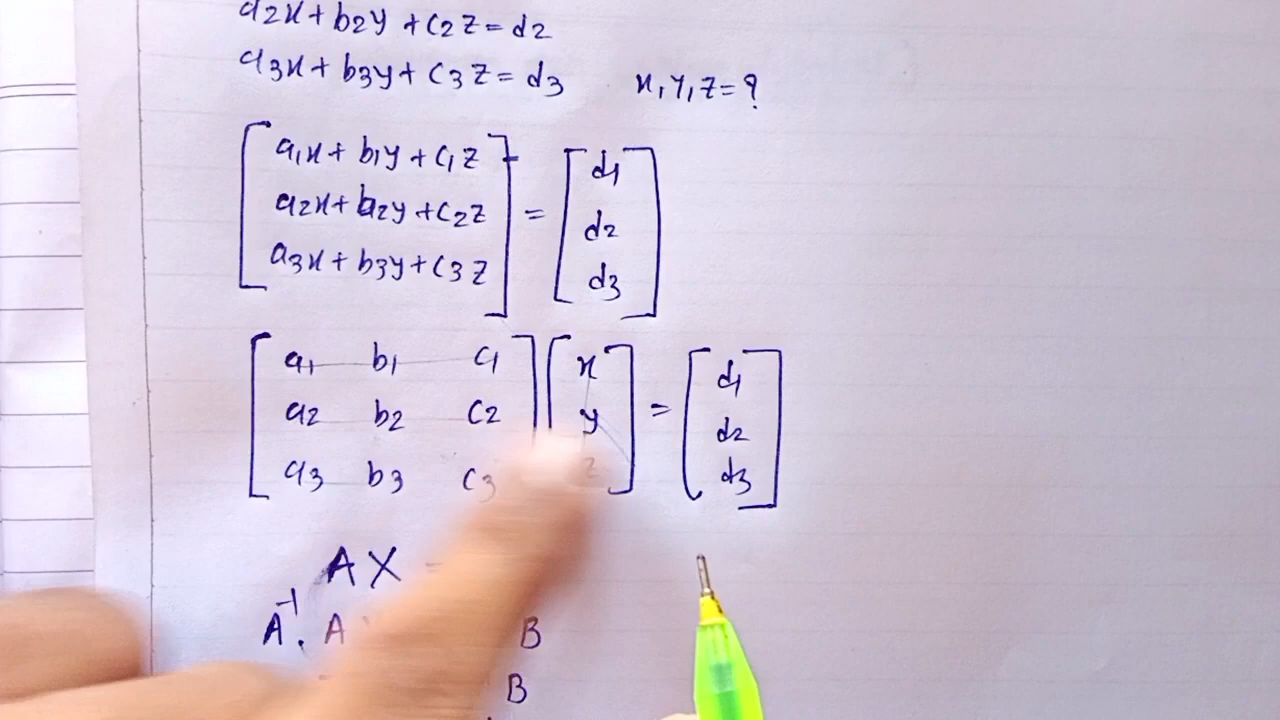 a2x + b2y + c2z = d2
a3x + b3y + c3z = d3 x, y, z = ?
[ a1x + b1y + c1z ] = [ d1 ]
[ a2x + b2y + c2z ] [ d2 ]
[ a3x + b3y + c3z ] [ d3 ]
[ a1 b1 c1 ] [ x ] = [ d1 ]
[ a2 b2 c2 ] [ y ] [ d2 ]
[ a3 b3 c3 ] [ z ] [ d3 ]
AX =
A⁻¹. A B
B